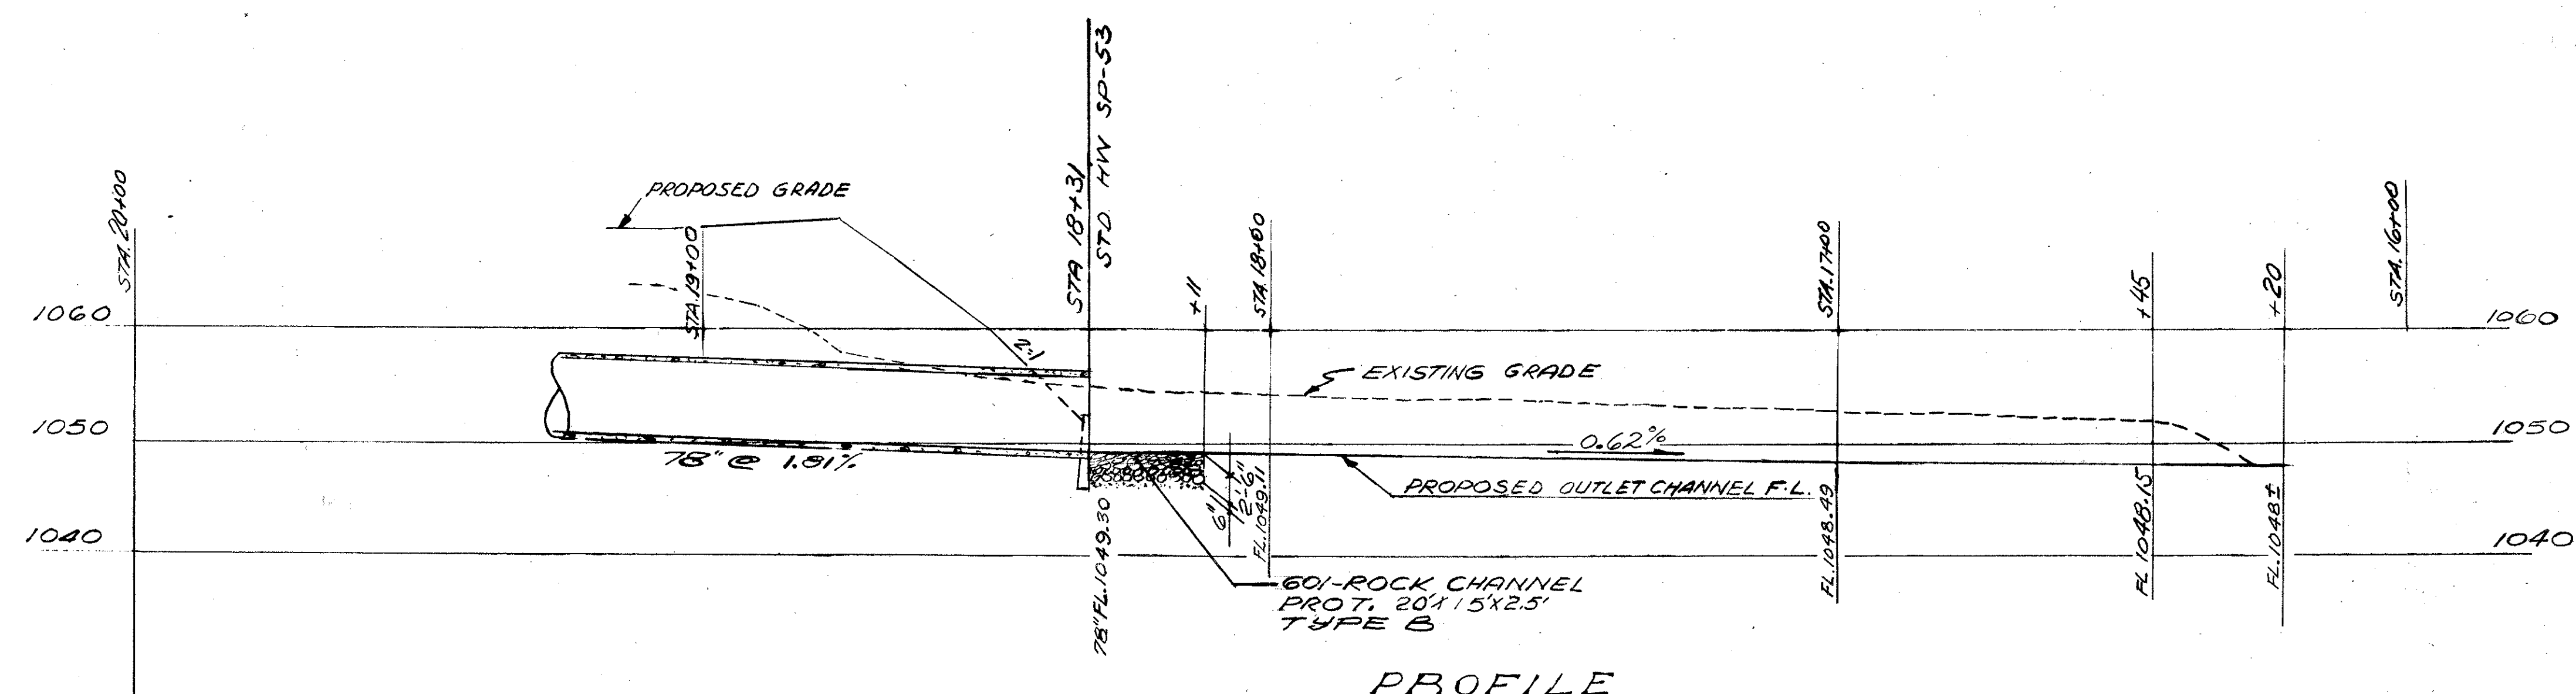 STA. 20+00
PROPOSED GRADE
STA. 19+00
STA 18+31
STD HW SP-53
+11
STA. 18+00
STA. 17+00
+45
+20
STA. 16+00
1060
1060
2:1
EXISTING GRADE
1050
1050
78" @ 1.81%
0.62%
PROPOSED OUTLET CHANNEL F.L.
78" FL. 1049.30
6"
2'-6"
FL. 1049.11
FL. 1048.49
FL 1048.15
FL. 1048±
1040
1040
601-ROCK CHANNEL
PROT. 20'X15'X2.5'
TYPE B
PROFILE